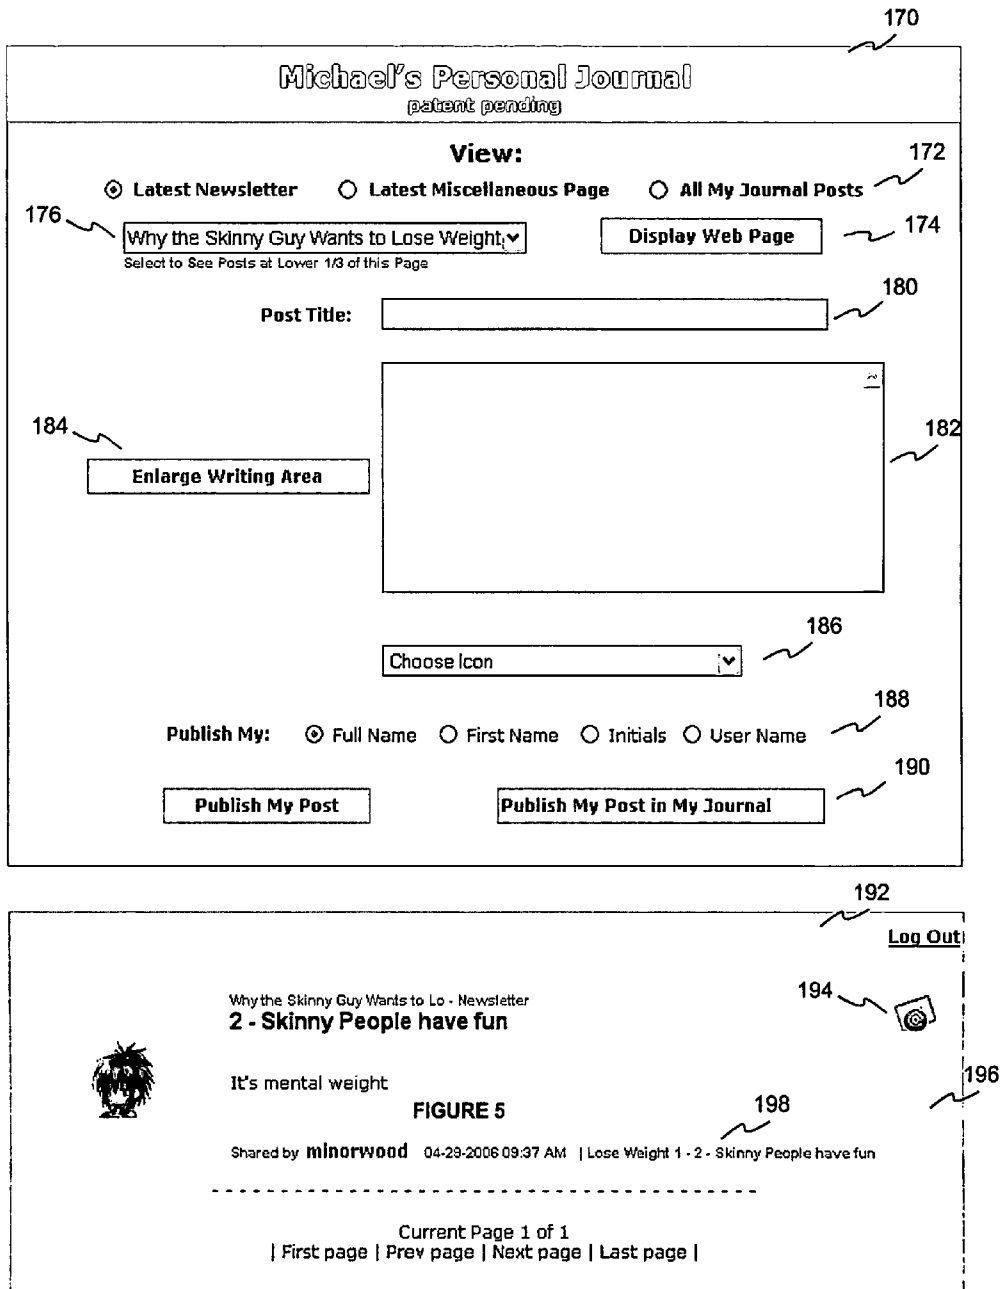 170
Michael's Personal Journal
patent pending
View:
172
Latest Newsletter Latest Miscellaneous Page All My Journal Posts
176
Why the Skinny Guy Wants to Lose Weight, Display Web Page 174
Select to See Posts at Lower 1/3 of this Page
180
Post Title:
184
182
Enlarge Writing Area
186
Choose Icon
188
Publish My: Full Name First Name Initials User Name
190
Publish My Post Publish My Post in My Journal
192
Log Out
194
Why the Skinny Guy Wants to Lo - Newsletter
2 - Skinny People have fun
It's mental weight
196
FIGURE 5
198
Shared by mlnorwood 04-29-2006 09:37 AM | Lose Weight 1 - 2 - Skinny People have fun
Current Page 1 of 1
| First page | Prev page | Next page | Last page |